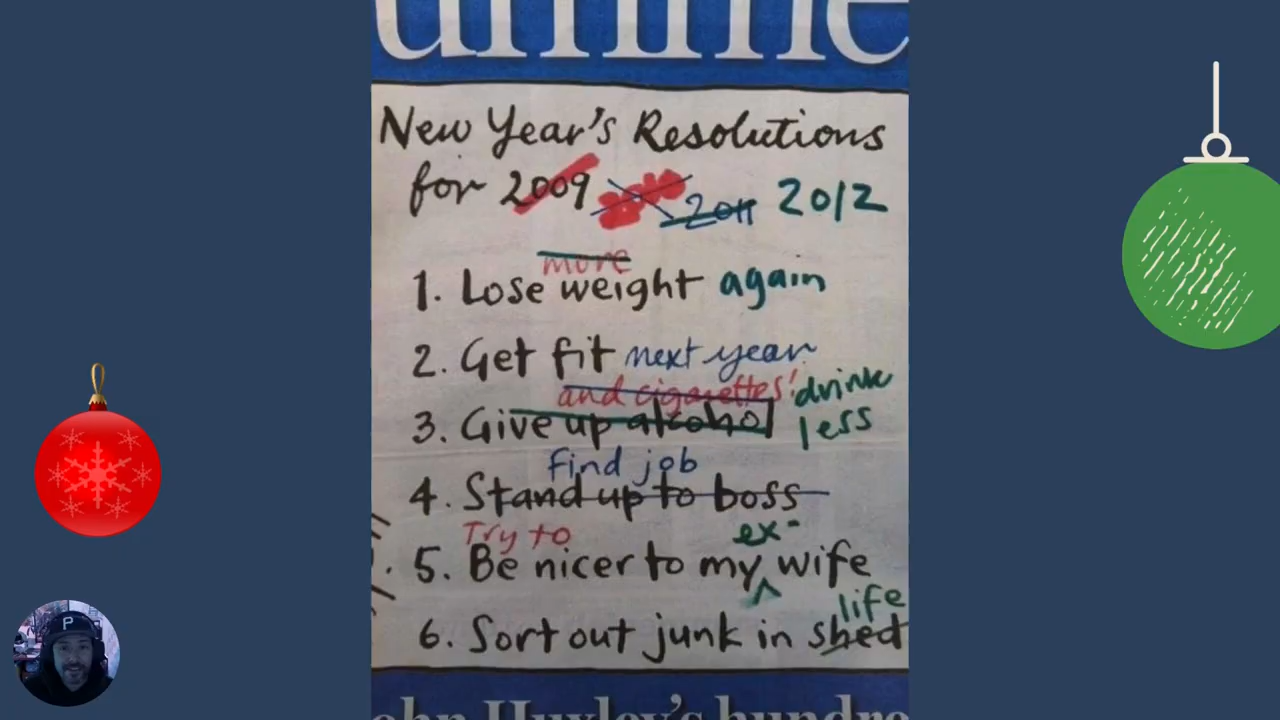 New Year's Resolutions
for 2009 2011 2012
more
1. Lose weight again
2. Get fit next year
and cigarettes! drink
3. Give up alcohol less
find job
4. Stand up to boss
Try to ex-
5. Be nicer to my wife
life
6. Sort out junk in shed
P